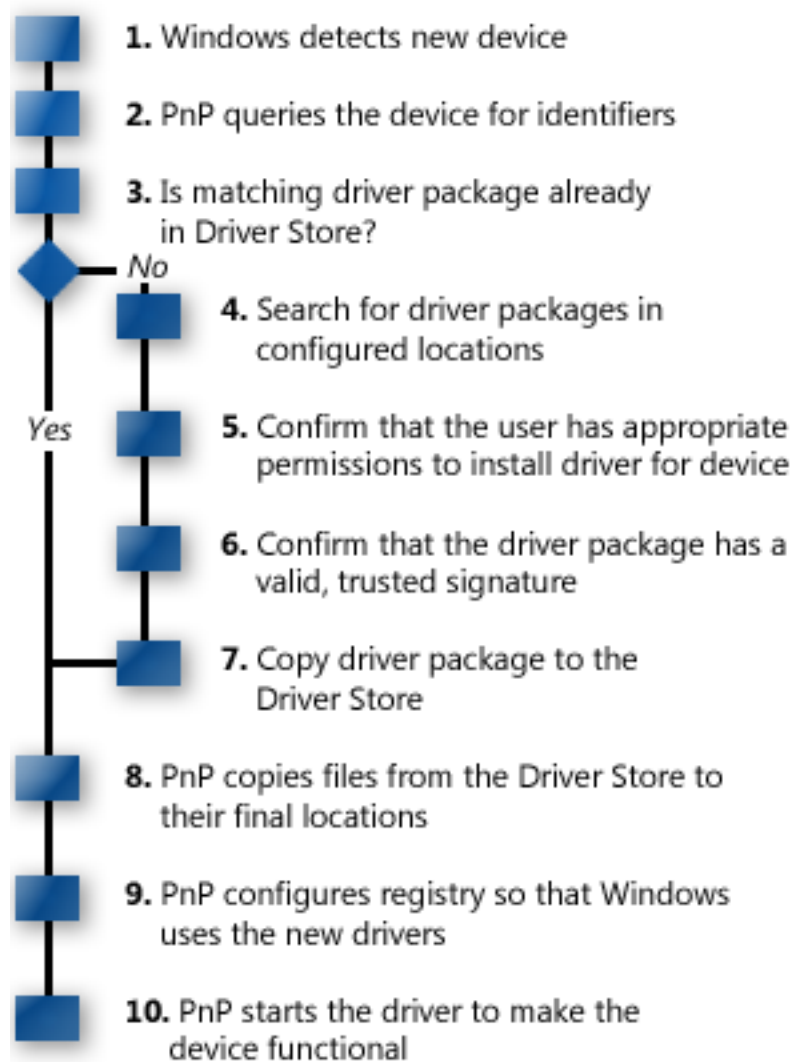 1. Windows detects new device
2. PnP queries the device for identifiers
3. Is matching driver package already
in Driver Store?
No
4. Search for driver packages in
configured locations
Yes
5. Confirm that the user has appropriate
permissions to install driver for device
6. Confirm that the driver package has a
valid, trusted signature
7. Copy driver package to the
Driver Store
8. PnP copies files from the Driver Store to
their final locations
9. PnP configures registry so that Windows
uses the new drivers
10. PnP starts the driver to make the
device functional